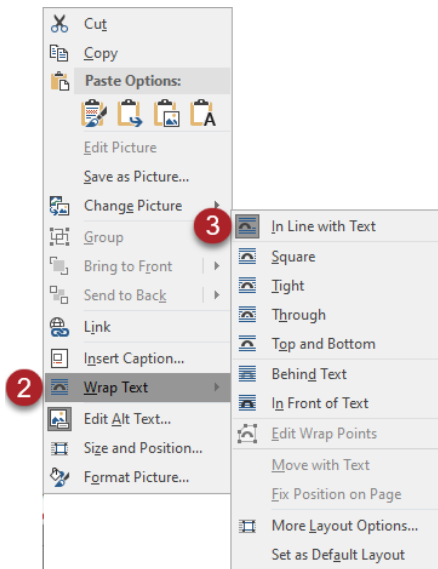 Cut
Copy
Paste Options:
A
Edit Picture
Save as Picture...
Change Picture
Group
Bring to Front
Send to Back
Link
Insert Caption...
2
Wrap Text
Edit Alt Text...
Size and Position...
Format Picture...
3
In Line with Text
Square
Tight
Through
Top and Bottom
Behind Text
In Front of Text
Edit Wrap Points
Move with Text
Fix Position on Page
More Layout Options...
Set as Default Layout